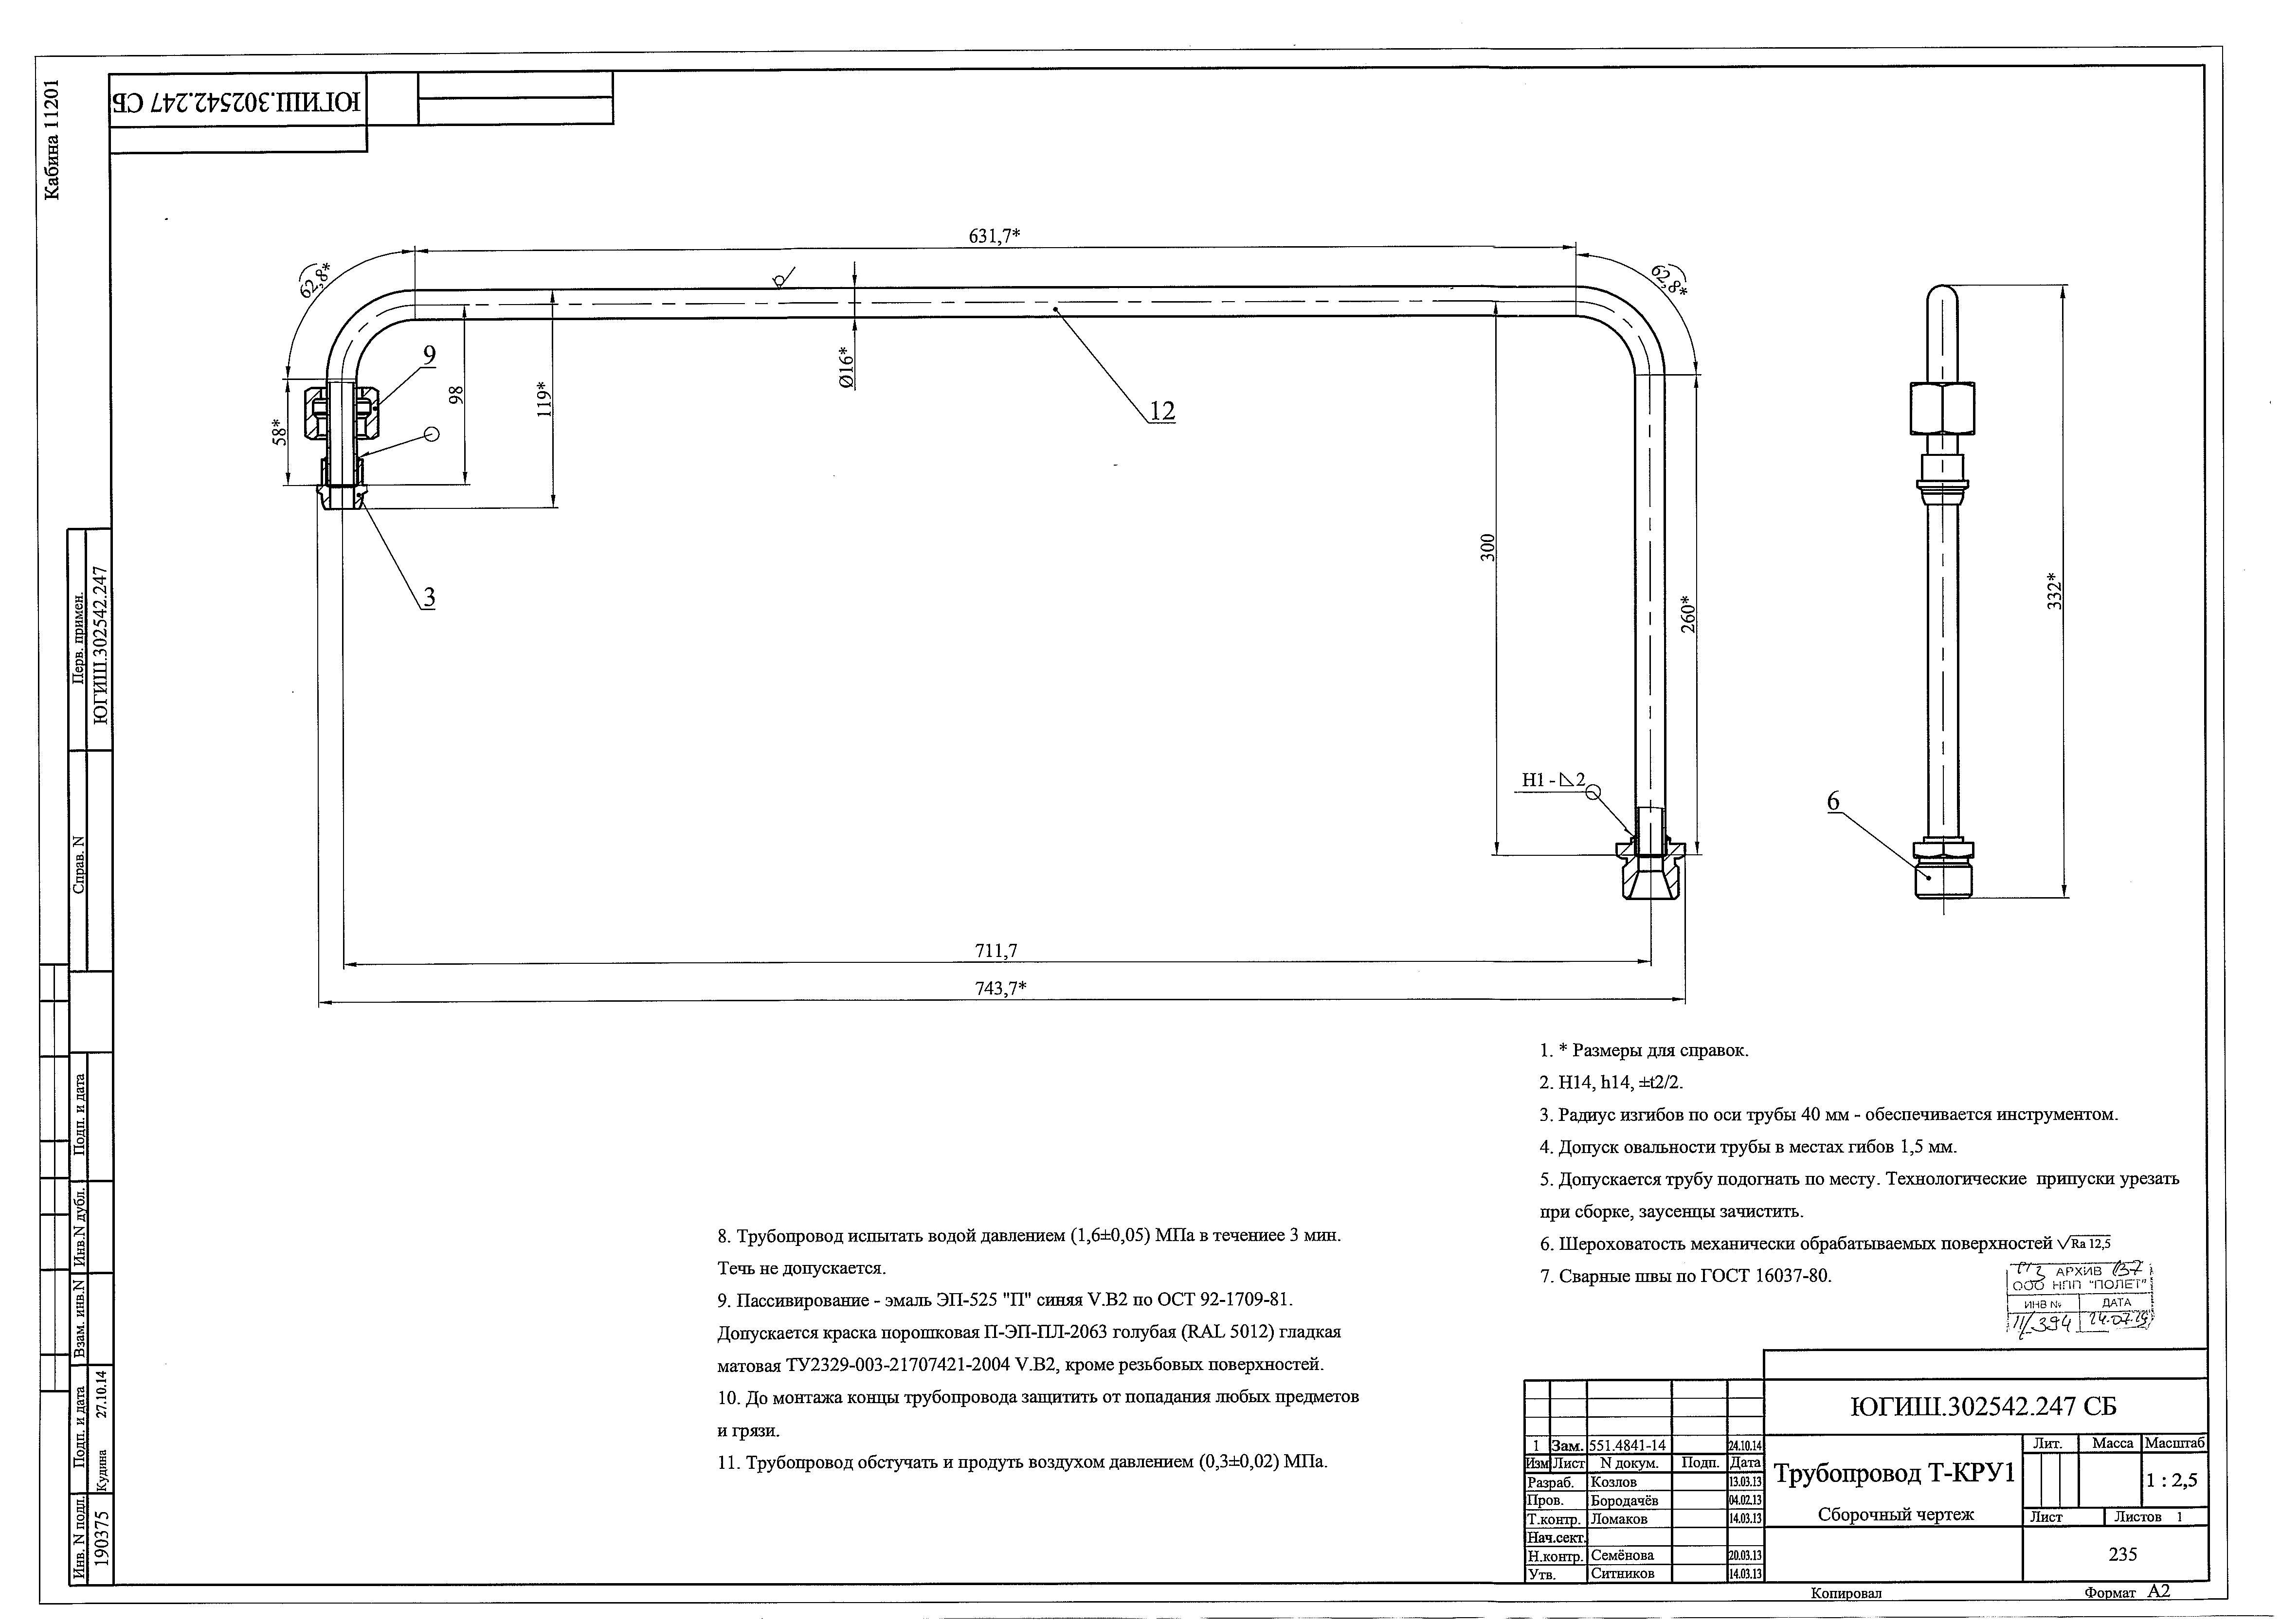 Кабина 11201
ЮГИШ.302542.247 СБ
631,7*
62,8*
62,8*
9
58*
98
119*
Ø16*
12
3
300
260*
332*
Н1 - ◺2
6
711,7
743,7*
Перв. примен.
ЮГИШ.302542.247
Справ. N
Подп. и дата
Инв.N дубл.
Взам. инв.N
Подп. и дата
Кудина 27.10.14
Инв. N подл.
190375
1. * Размеры для справок.
2. Н14, h14, ±t2/2.
3. Радиус изгибов по оси трубы 40 мм - обеспечивается инструментом.
4. Допуск овальности трубы в местах гибов 1,5 мм.
5. Допускается трубу подогнать по месту. Технологические припуски урезать
при сборке, заусенцы зачистить.
6. Шероховатость механически обрабатываемых поверхностей √Ra 12,5
7. Сварные швы по ГОСТ 16037-80.
8. Трубопровод испытать водой давлением (1,6±0,05) МПа в течениее 3 мин.
Течь не допускается.
9. Пассивирование - эмаль ЭП-525 "П" синяя V.В2 по ОСТ 92-1709-81.
Допускается краска порошковая П-ЭП-ПЛ-2063 голубая (RAL 5012) гладкая
матовая ТУ2329-003-21707421-2004 V.В2, кроме резьбовых поверхностей.
10. До монтажа концы трубопровода защитить от попадания любых предметов
и грязи.
11. Трубопровод обстучать и продуть воздухом давлением (0,3±0,02) МПа.
АРХИВ
ООО НПП "ПОЛЕТ"
ИНВ № ДАТА
11/394
ЮГИШ.302542.247 СБ
1 Зам. 551.4841-14 24.10.14
Изм Лист N докум. Подп. Дата
Разраб. Козлов 13.03.13
Пров. Бородачёв 04.02.13
Т.контр. Ломаков 14.03.13
Нач.сект.
Н.контр. Семёнова 20.03.13
Утв. Ситников 14.03.13
Трубопровод Т-КРУ1
Сборочный чертеж
Лит. Масса Масштаб
1 : 2,5
Лист Листов 1
235
Копировал Формат А2